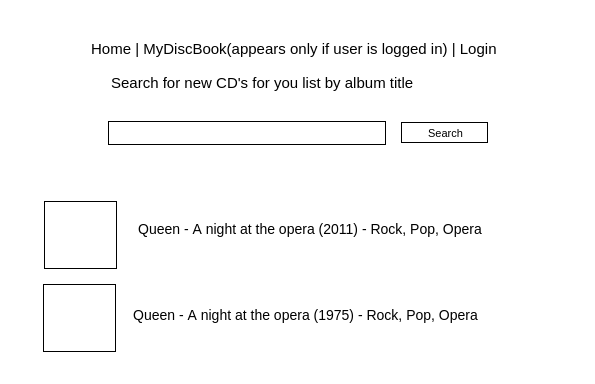 Home | MyDiscBook(appears only if user is logged in) | Login
Search for new CD's for you list by album title
Search
Queen - A night at the opera (2011) - Rock, Pop, Opera
Queen - A night at the opera (1975) - Rock, Pop, Opera